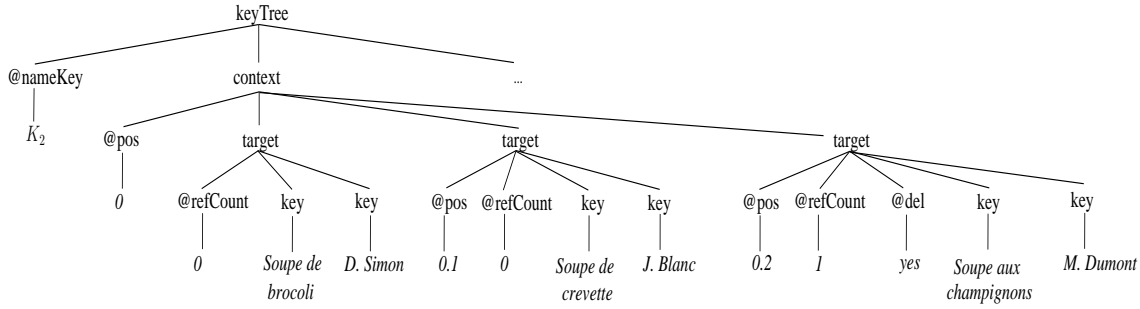 keyTree
@nameKey context ...
K2
@pos target target target
0 @refCount key key @pos @refCount key key @pos @refCount @del key key
0 Soupe de D. Simon 0.1 0 Soupe de J. Blanc 0.2 1 yes Soupe aux M. Dumont
brocoli crevette champignons